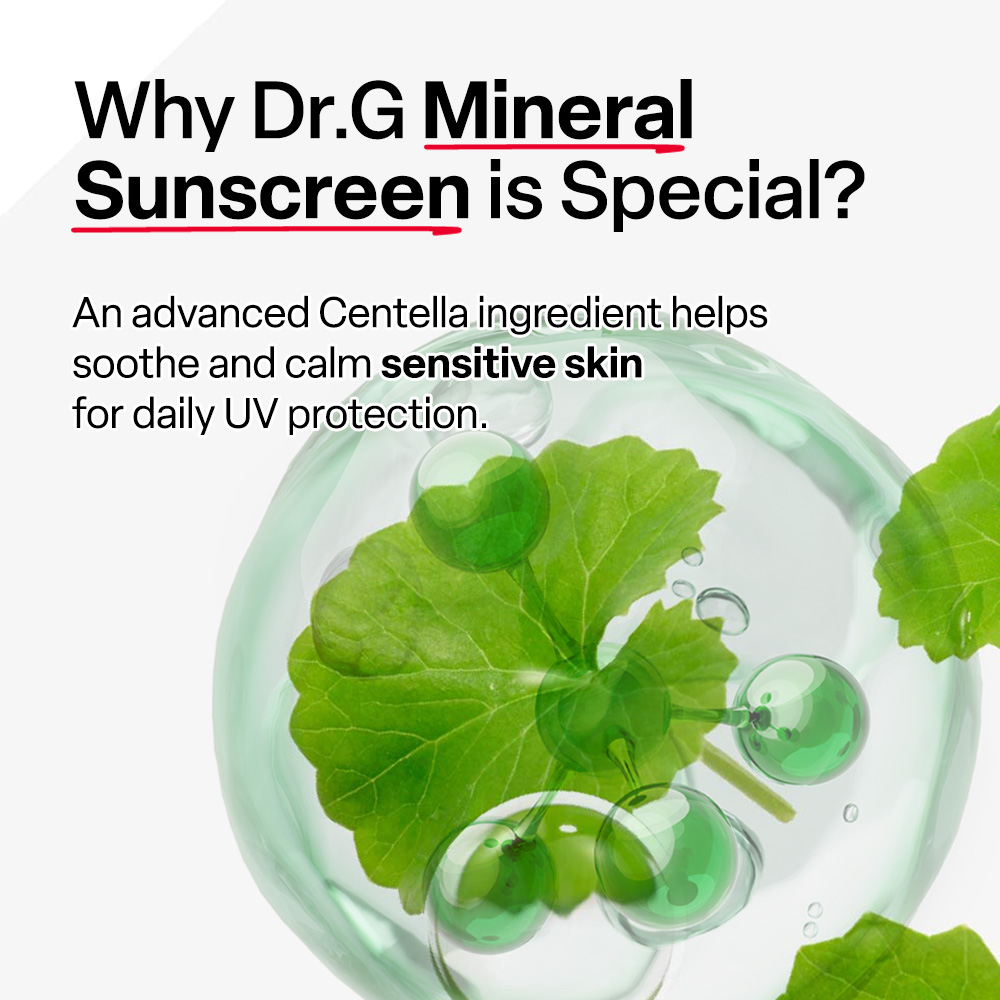 Why Dr.G Mineral
Sunscreen is Special?
An advanced Centella ingredient helps
soothe and calm sensitive skin
for daily UV protection.